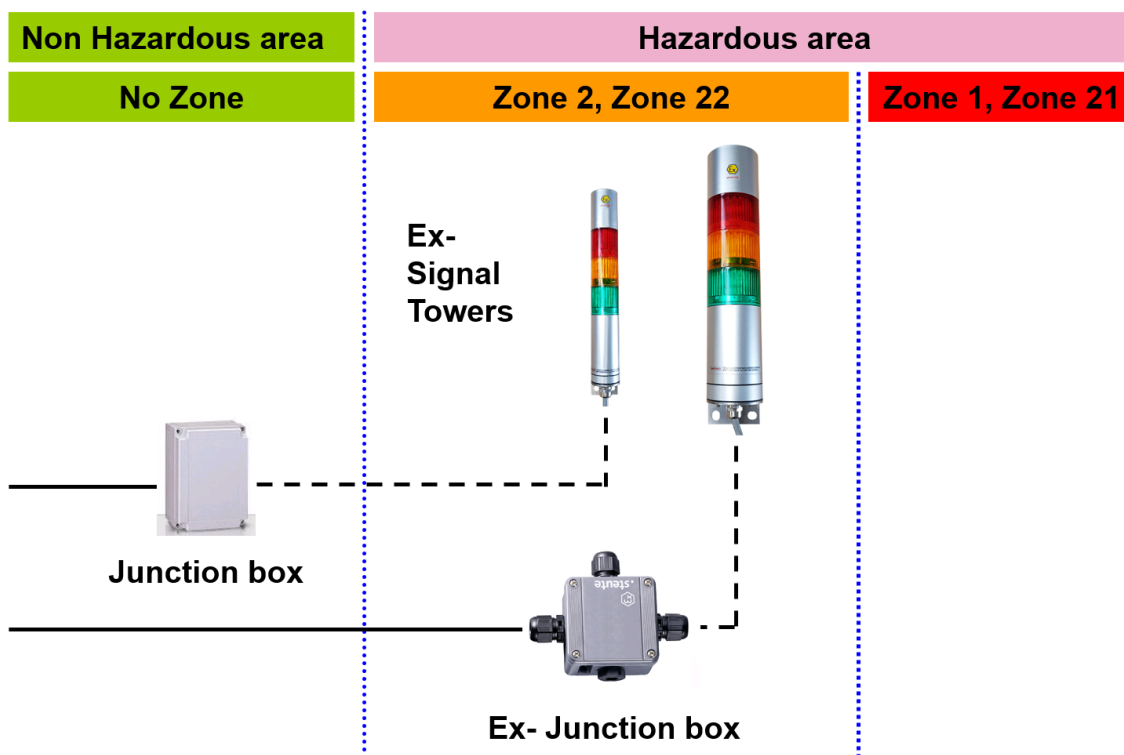 Non Hazardous area
Hazardous area
No Zone
Zone 2, Zone 22
Zone 1, Zone 21
Ex-
Signal
Towers
Junction box
.steute
Ex- Junction box